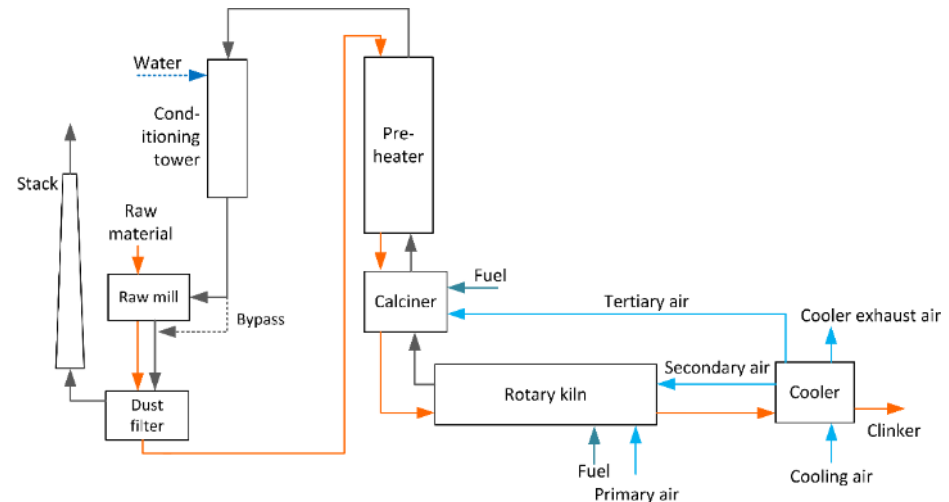 Water
Cond-
itioning
tower
Pre-
heater
Stack
Raw
material
Raw mill
Bypass
Calciner
Fuel
Tertiary air
Cooler exhaust air
Secondary air
Rotary kiln
Cooler
Dust
filter
Clinker
Fuel
Primary air
Cooling air